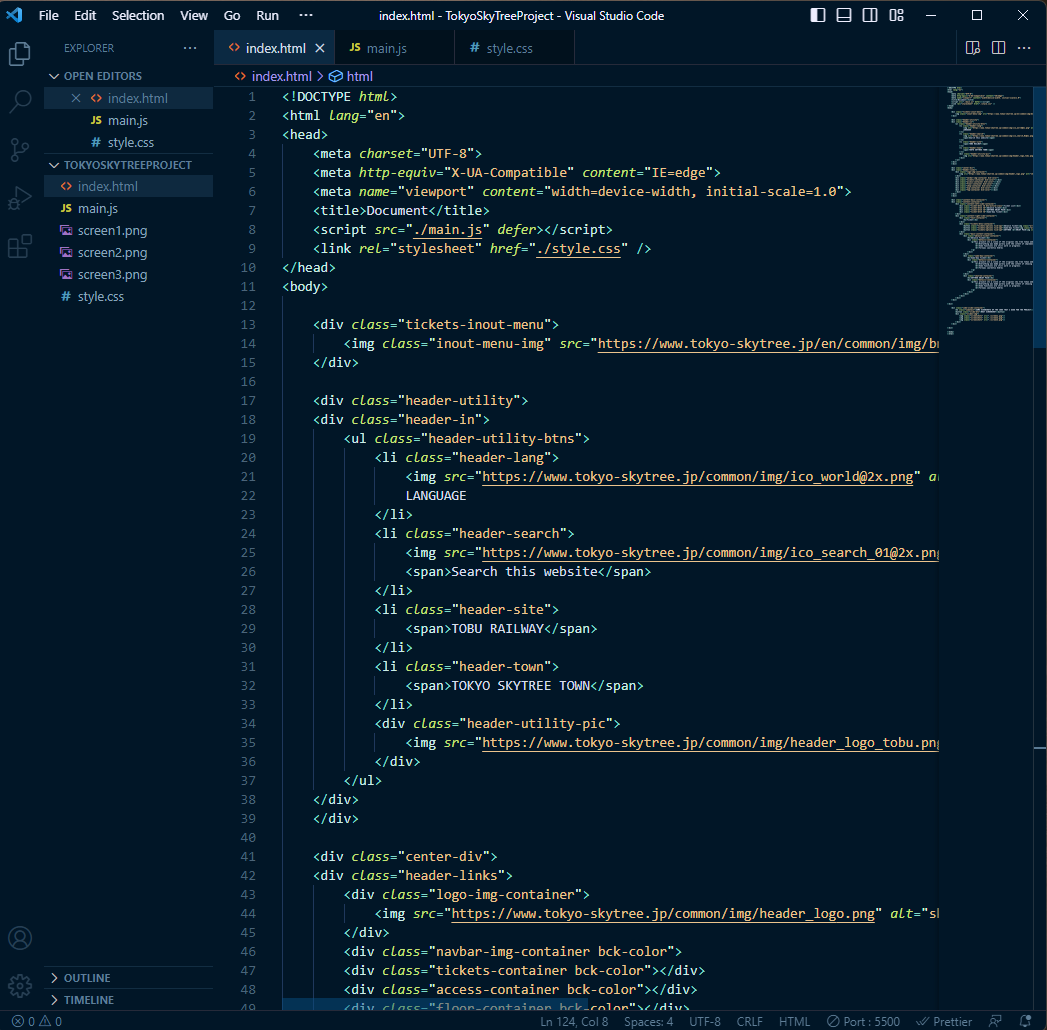 File Edit Selection View Go Run ··· index.html - TokyoSkyTreeProject - Visual Studio Code
EXPLORER ···
OPEN EDITORS
index.html
JS main.js
# style.css
TOKYOSKYTREEPROJECT
index.html
JS main.js
screen1.png
screen2.png
screen3.png
# style.css
OUTLINE
TIMELINE
<> index.html JS main.js # style.css
<> index.html > html
1 <!DOCTYPE html>
2 <html lang="en">
3 <head>
4 <meta charset="UTF-8">
5 <meta http-equiv="X-UA-Compatible" content="IE=edge">
6 <meta name="viewport" content="width=device-width, initial-scale=1.0">
7 <title>Document</title>
8 <script src="./main.js" defer></script>
9 <link rel="stylesheet" href="./style.css" />
10 </head>
11 <body>
12
13 <div class="tickets-inout-menu">
14 <img class="inout-menu-img" src="https://www.tokyo-skytree.jp/en/common/img/b
15 </div>
16
17 <div class="header-utility">
18 <div class="header-in">
19 <ul class="header-utility-btns">
20 <li class="header-lang">
21 <img src="https://www.tokyo-skytree.jp/common/img/ico_world@2x.png" a
22 LANGUAGE
23 </li>
24 <li class="header-search">
25 <img src="https://www.tokyo-skytree.jp/common/img/ico_search_01@2x.png
26 <span>Search this website</span>
27 </li>
28 <li class="header-site">
29 <span>TOBU RAILWAY</span>
30 </li>
31 <li class="header-town">
32 <span>TOKYO SKYTREE TOWN</span>
33 </li>
34 <div class="header-utility-pic">
35 <img src="https://www.tokyo-skytree.jp/common/img/header_logo_tobu.png
36 </div>
37 </ul>
38 </div>
39 </div>
40
41 <div class="center-div">
42 <div class="header-links">
43 <div class="logo-img-container">
44 <img src="https://www.tokyo-skytree.jp/common/img/header_logo.png" alt="s
45 </div>
46 <div class="navbar-img-container bck-color">
47 <div class="tickets-container bck-color"></div>
48 <div class="access-container bck-color"></div>
49 <div class="floor-container bck-color"></div>
0 0 Ln 124, Col 8 Spaces: 4 UTF-8 CRLF HTML Port : 5500 Prettier